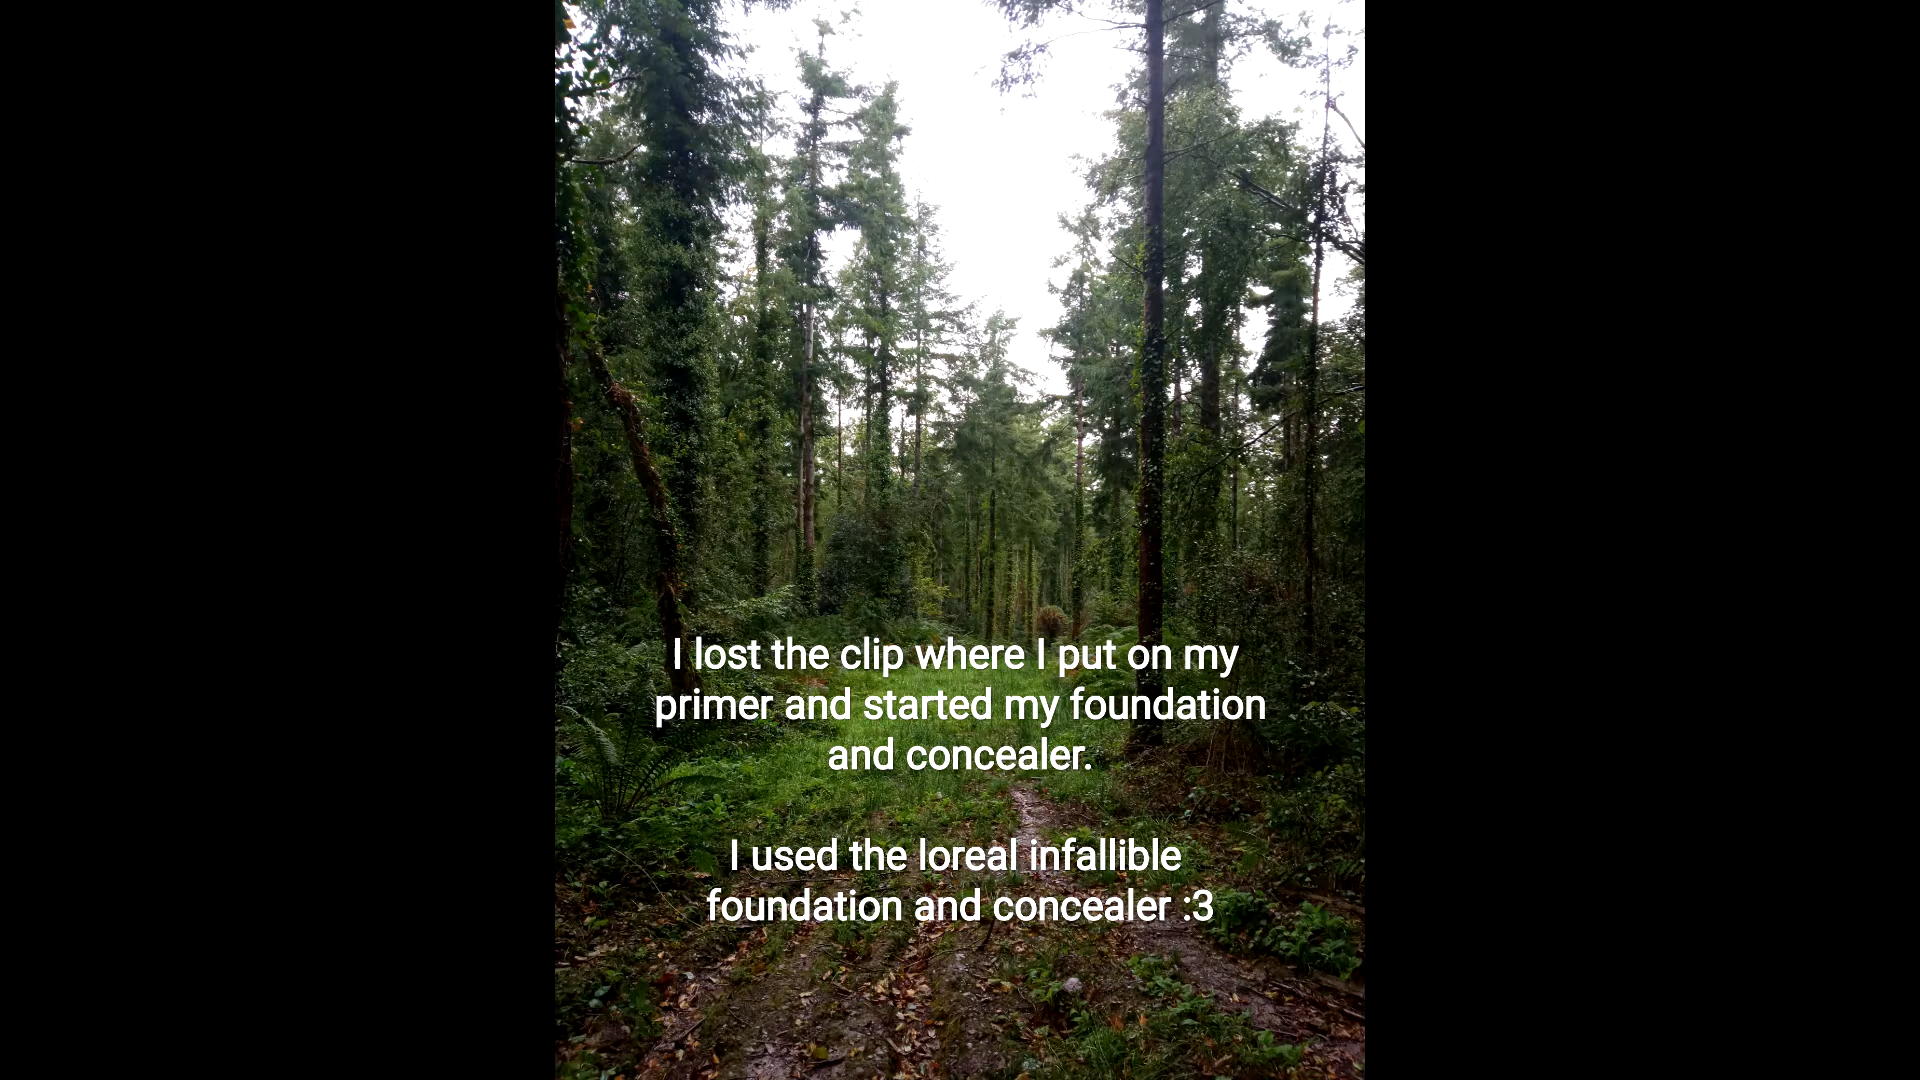 I lost the clip where I put on my
primer and started my foundation
and concealer.
I used the loreal infallible
foundation and concealer :3